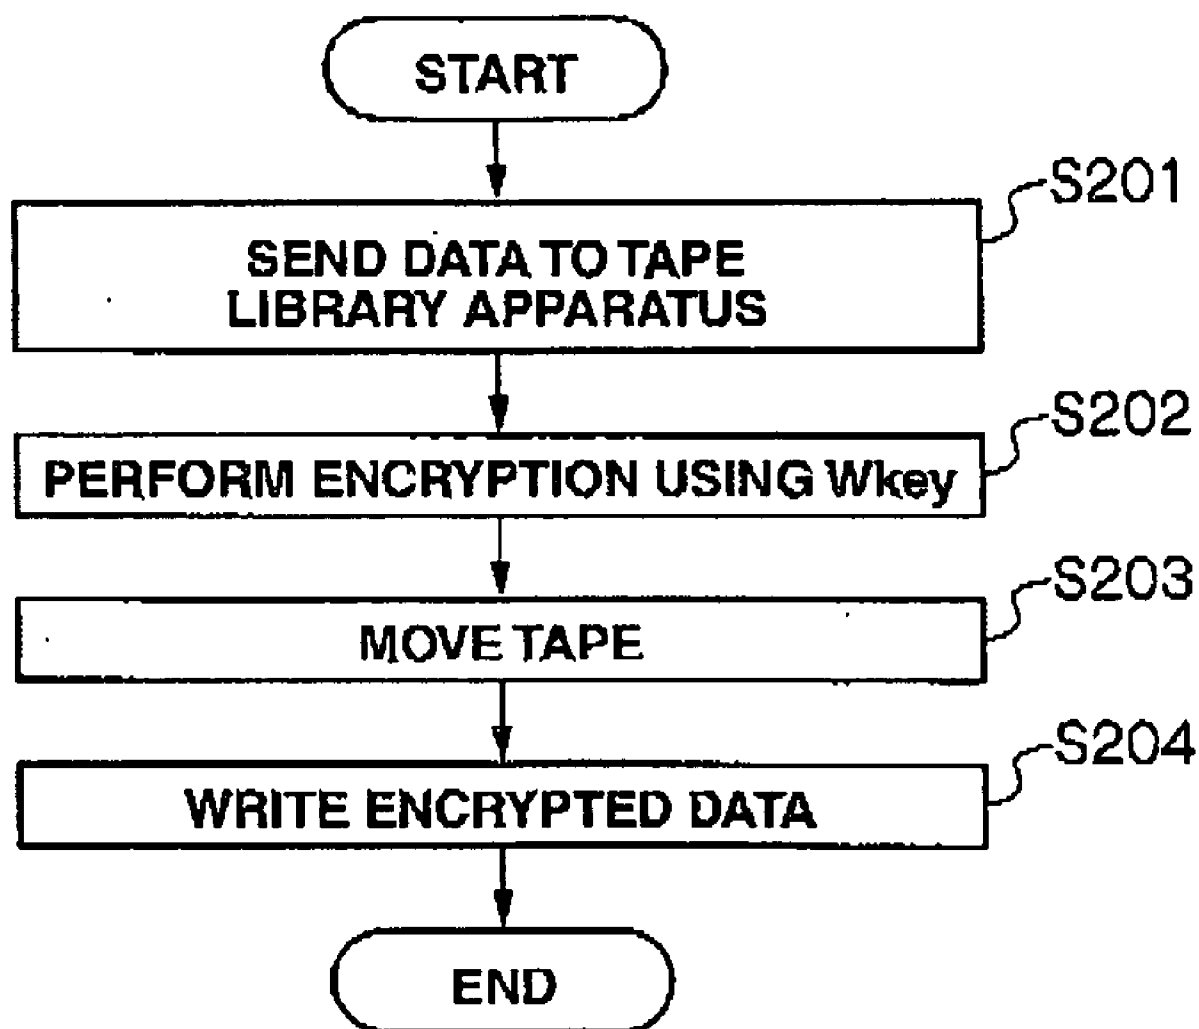 START
S201
SEND DATA TO TAPE
LIBRARY APPARATUS
S202
PERFORM ENCRYPTION USING Wkey
S203
MOVE TAPE
S204
WRITE ENCRYPTED DATA
END